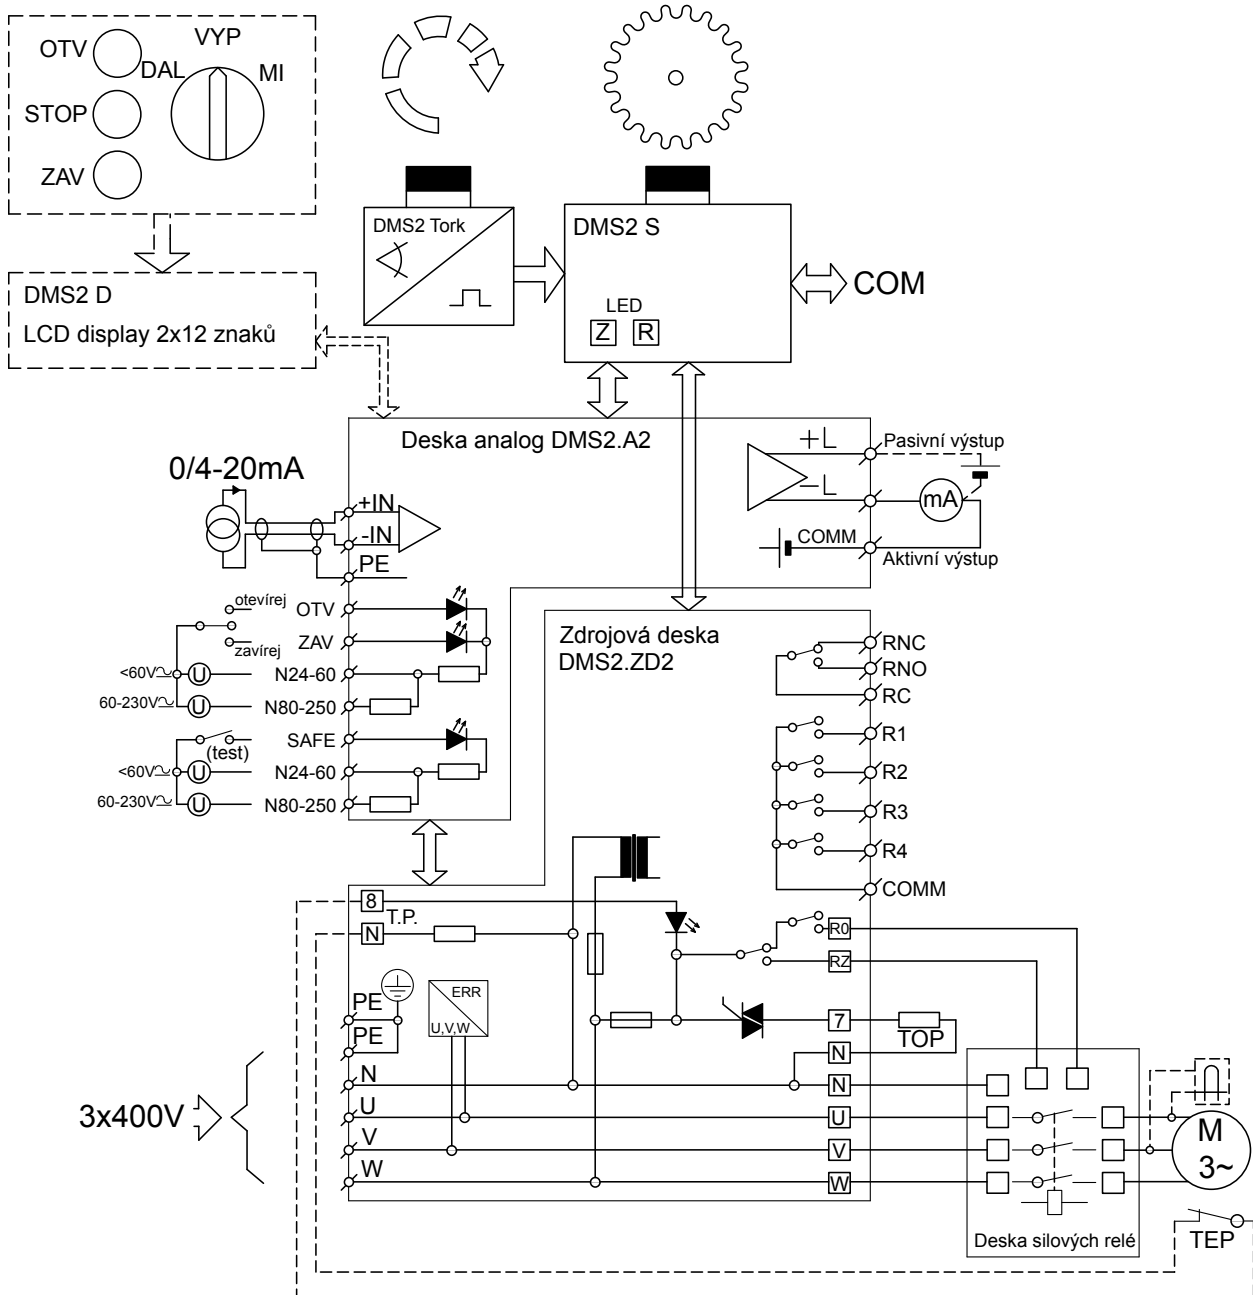 OTV
VYP
DAL
MI
STOP
ZAV
DMS2 D
LCD display 2x12 znaků
DMS2 Tork
DMS2 S
LED
Z
R
COM
Deska analog DMS2.A2
0/4-20mA
+IN
-IN
PE
+L
-L
Pasivní výstup
mA
COMM
Aktivní výstup
otevírej
OTV
zavírej
ZAV
<60V
U
N24-60
60-230V
U
N80-250
(test)
SAFE
<60V
U
N24-60
60-230V
U
N80-250
Zdrojová deska
DMS2.ZD2
RNC
RNO
RC
R1
R2
R3
R4
COMM
8
T.P.
N
R0
RZ
PE
PE
ERR
U,V,W
7
TOP
N
N
N
3x400V
U
U
V
V
W
W
M
3~
Deska silových relé
TEP